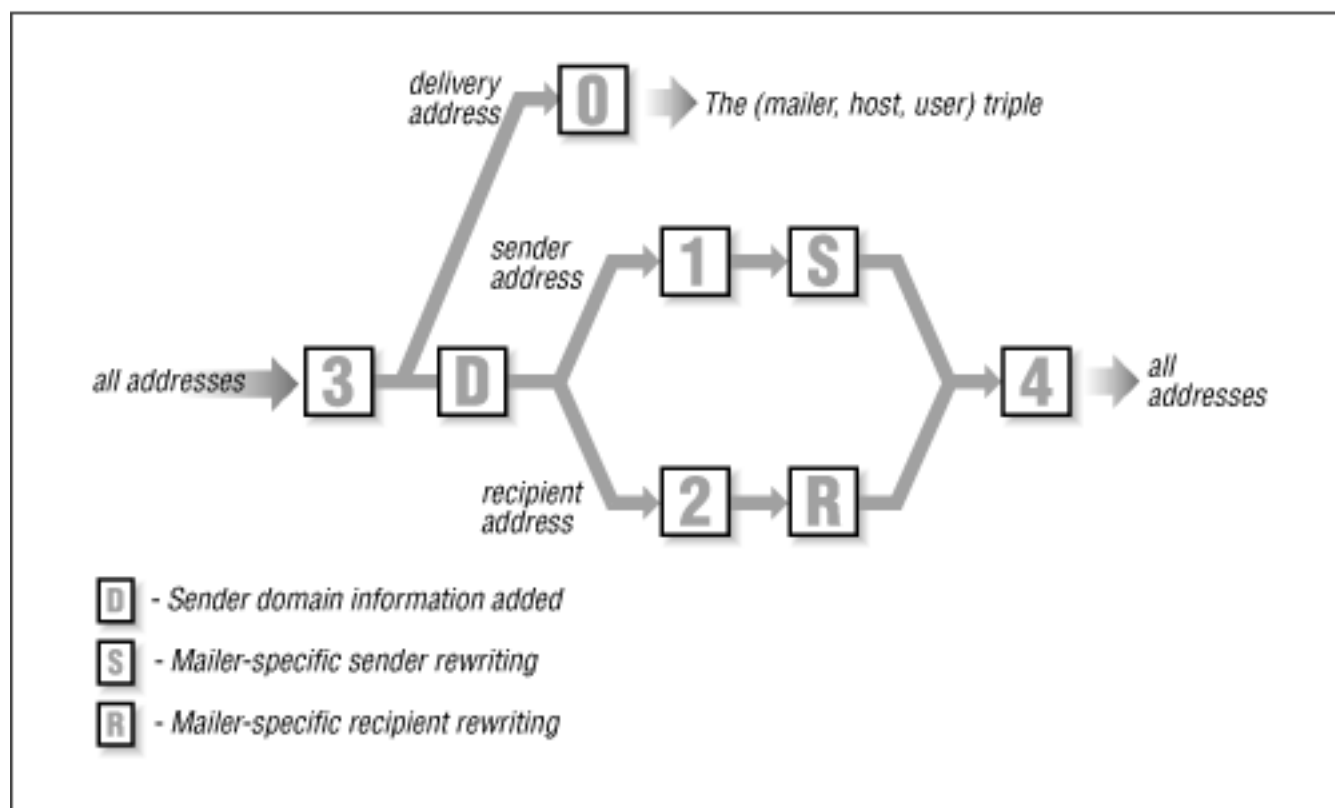 delivery
address
0
The (mailer, host, user) triple
sender
address
1
S
all addresses
3
D
4
all
addresses
recipient
address
2
R
D - Sender domain information added
S - Mailer-specific sender rewriting
R - Mailer-specific recipient rewriting